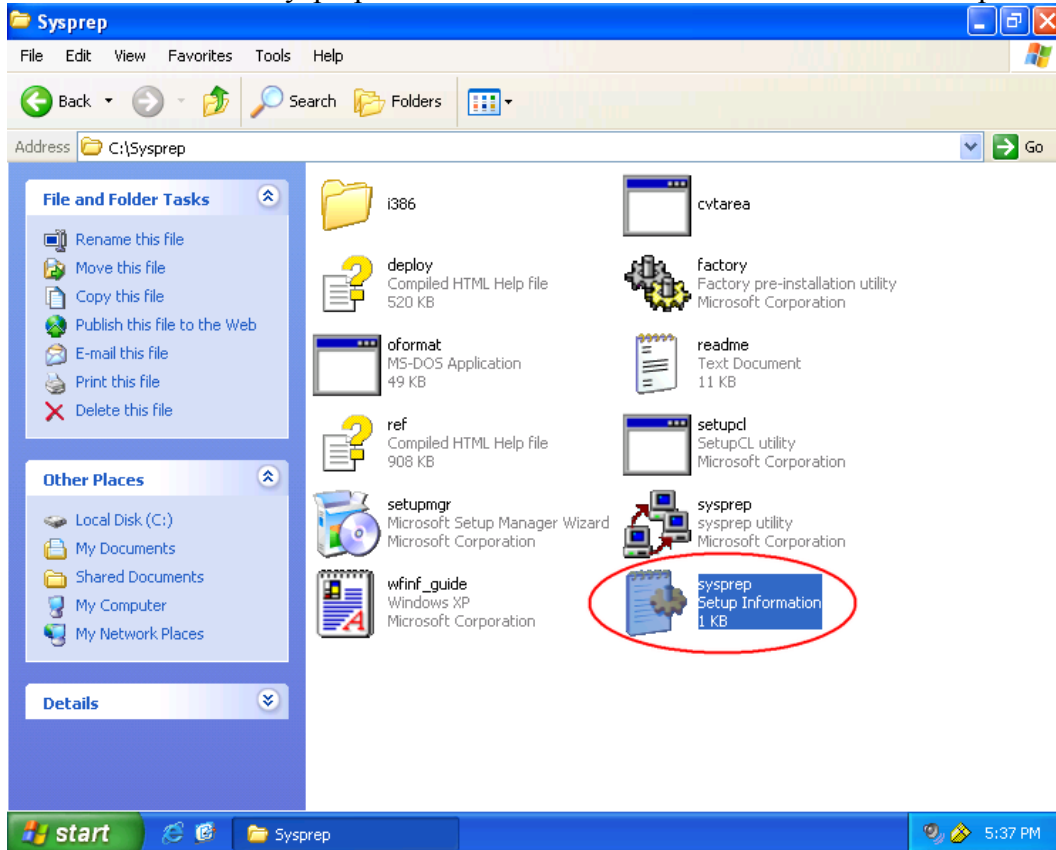 Sysprep
File Edit View Favorites Tools Help
Back Search Folders
Address C:\Sysprep Go
File and Folder Tasks
Rename this file
Move this file
Copy this file
Publish this file to the Web
E-mail this file
Print this file
Delete this file
Other Places
Local Disk (C:)
My Documents
Shared Documents
My Computer
My Network Places
Details
i386
cvtarea
deploy
Compiled HTML Help file
520 KB
factory
Factory pre-installation utility
Microsoft Corporation
oformat
MS-DOS Application
49 KB
readme
Text Document
11 KB
ref
Compiled HTML Help file
908 KB
setupcl
SetupCL utility
Microsoft Corporation
setupmgr
Microsoft Setup Manager Wizard
Microsoft Corporation
sysprep
sysprep utility
Microsoft Corporation
wfinf_guide
Windows XP
Microsoft Corporation
sysprep
Setup Information
1 KB
start Sysprep 5:37 PM